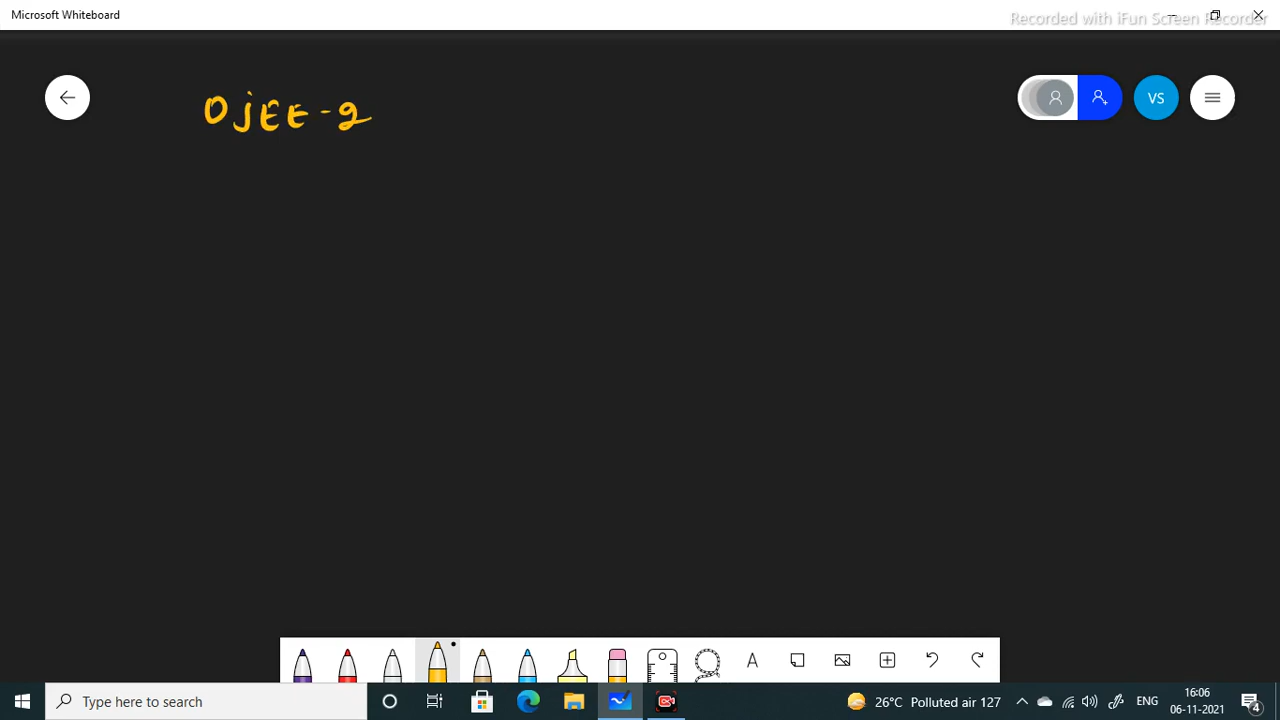 Microsoft Whiteboard
Recorded with iFun Screen Recorder
OjEE-2
VS
A
Type here to search
26°C Polluted air 127
ENG
16:06
06-11-2021
4